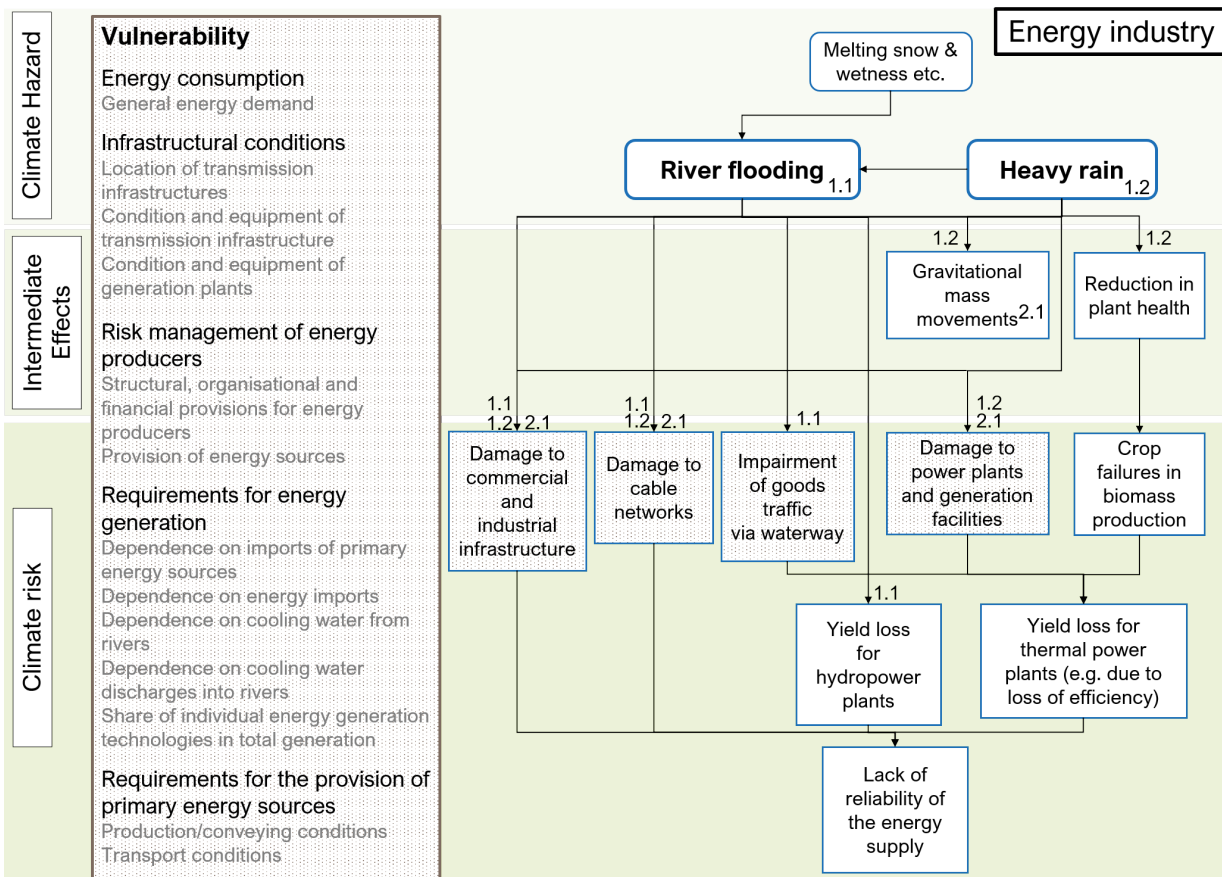 Energy industry
Climate Hazard
Intermediate
Effects
Climate risk
Vulnerability
Energy consumption
General energy demand
Infrastructural conditions
Location of transmission
infrastructures
Condition and equipment of
transmission infrastructure
Condition and equipment of
generation plants
Risk management of energy
producers
Structural, organisational and
financial provisions for energy
producers
Provision of energy sources
Requirements for energy
generation
Dependence on imports of primary
energy sources
Dependence on energy imports
Dependence on cooling water from
rivers
Dependence on cooling water
discharges into rivers
Share of individual energy generation
technologies in total generation
Requirements for the provision of
primary energy sources
Production/conveying conditions
Transport conditions
Melting snow &
wetness etc.
River flooding
1.1
Heavy rain
1.2
1.2
Gravitational
mass
movements
2.1
1.2
Reduction in
plant health
1.1
1.2 2.1
Damage to
commercial
and
industrial
infrastructure
1.1
1.2 2.1
Damage to
cable
networks
1.1
Impairment
of goods
traffic
via waterway
1.2
2.1
Damage to
power plants
and generation
facilities
Crop
failures in
biomass
production
1.1
Yield loss
for
hydropower
plants
Yield loss for
thermal power
plants (e.g. due to
loss of efficiency)
Lack of
reliability of
the energy
supply